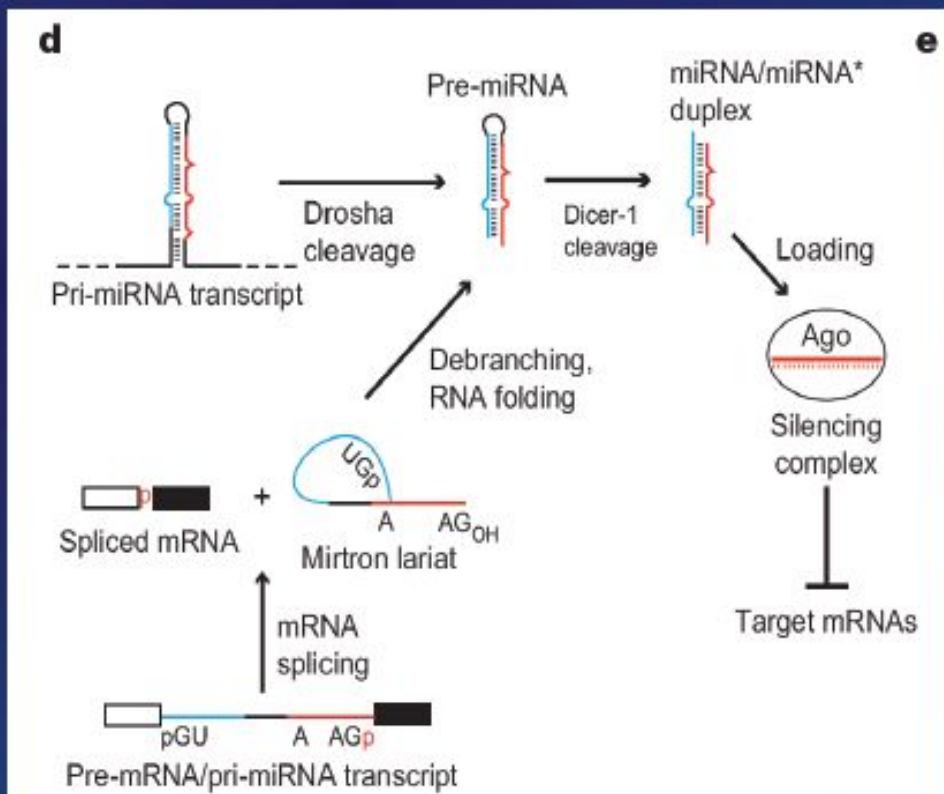 d
e
Pre-miRNA
miRNA/miRNA*
duplex
Drosha
cleavage
Dicer-1
cleavage
Loading
Pri-miRNA transcript
Ago
Debranching,
RNA folding
Silencing
complex
UGp
p
+
A
AGOH
Spliced mRNA
Mirtron lariat
Target mRNAs
mRNA
splicing
pGU
A
AGp
Pre-mRNA/pri-miRNA transcript